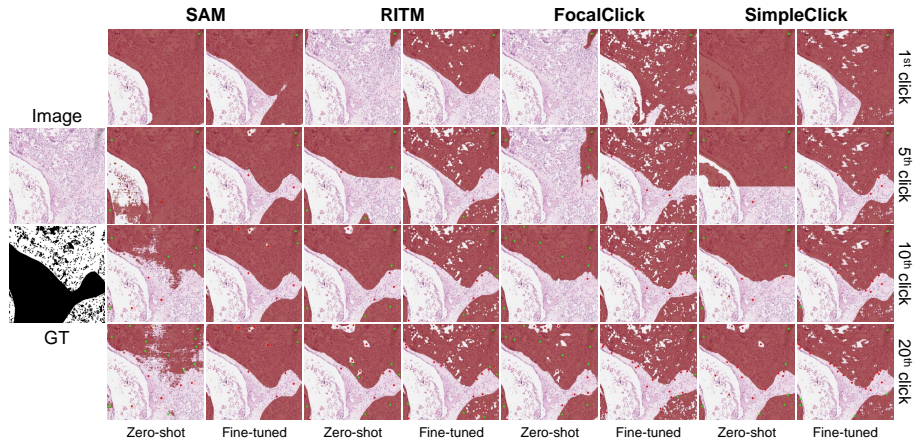 SAM RITM FocalClick SimpleClick
1st click
Image
5th click
10th click
GT
20th click
Zero-shot Fine-tuned Zero-shot Fine-tuned Zero-shot Fine-tuned Zero-shot Fine-tuned